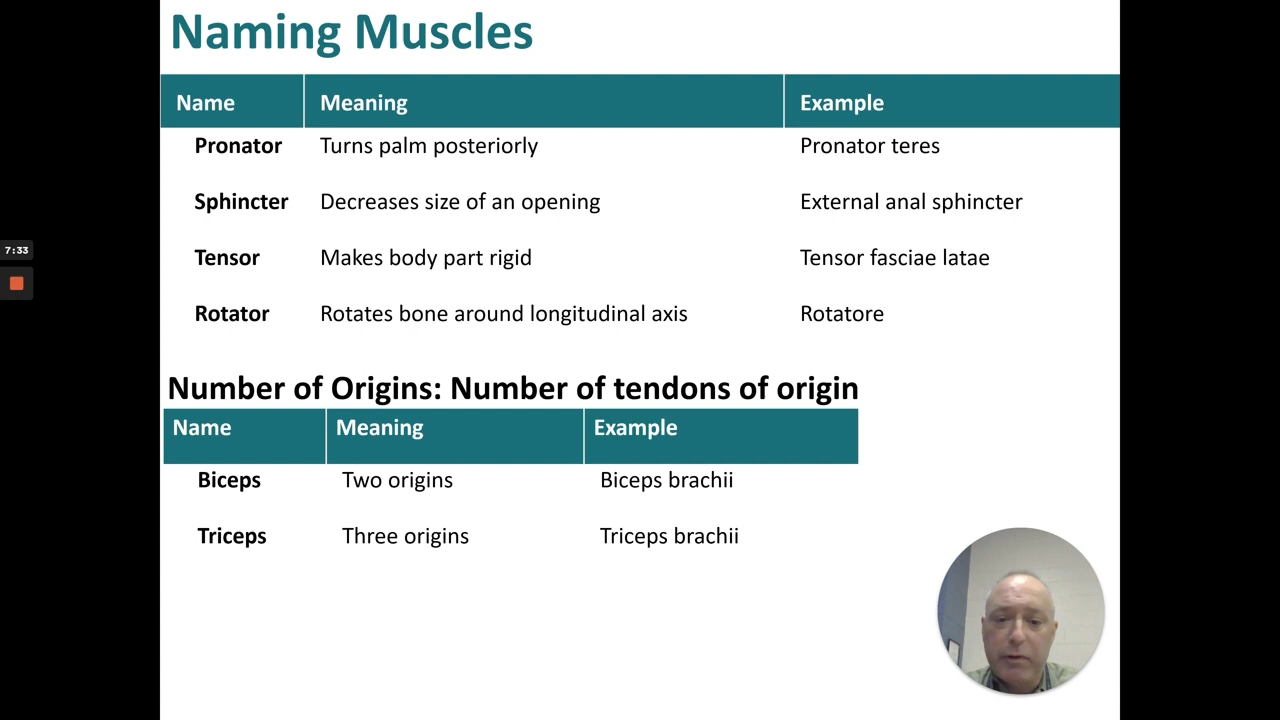 Naming Muscles
Name Meaning Example
Pronator Turns palm posteriorly Pronator teres
Sphincter Decreases size of an opening External anal sphincter
Tensor Makes body part rigid Tensor fasciae latae
Rotator Rotates bone around longitudinal axis Rotatore
7:33
Number of Origins: Number of tendons of origin
Name Meaning Example
Biceps Two origins Biceps brachii
Triceps Three origins Triceps brachii